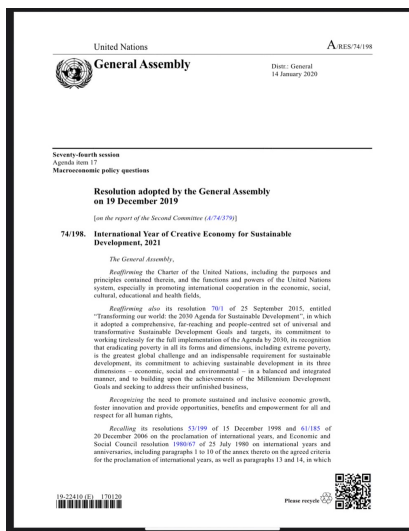 United Nations A/RES/74/198
General Assembly
Distr.: General
14 January 2020
Seventy-fourth session
Agenda item 17
Macroeconomic policy questions
Resolution adopted by the General Assembly
on 19 December 2019
[on the report of the Second Committee (A/74/379)]
74/198. International Year of Creative Economy for Sustainable
Development, 2021
The General Assembly,
Reaffirming the Charter of the United Nations, including the purposes and
principles contained therein, and the functions and powers of the United Nations
system, especially in promoting international cooperation in the economic, social,
cultural, educational and health fields,
Reaffirming also its resolution 70/1 of 25 September 2015, entitled
“Transforming our world: the 2030 Agenda for Sustainable Development”, in which
it adopted a comprehensive, far-reaching and people-centred set of universal and
transformative Sustainable Development Goals and targets, its commitment to
working tirelessly for the full implementation of the Agenda by 2030, its recognition
that eradicating poverty in all its forms and dimensions, including extreme poverty,
is the greatest global challenge and an indispensable requirement for sustainable
development, its commitment to achieving sustainable development in its three
dimensions – economic, social and environmental – in a balanced and integrated
manner, and to building upon the achievements of the Millennium Development
Goals and seeking to address their unfinished business,
Recognizing the need to promote sustained and inclusive economic growth,
foster innovation and provide opportunities, benefits and empowerment for all and
respect for all human rights,
Recalling its resolutions 53/199 of 15 December 1998 and 61/185 of
20 December 2006 on the proclamation of international years, and Economic and
Social Council resolution 1980/67 of 25 July 1980 on international years and
anniversaries, including paragraphs 1 to 10 of the annex thereto on the agreed criteria
for the proclamation of international years, as well as paragraphs 13 and 14, in which
19-22410 (E) 170120
Please recycle